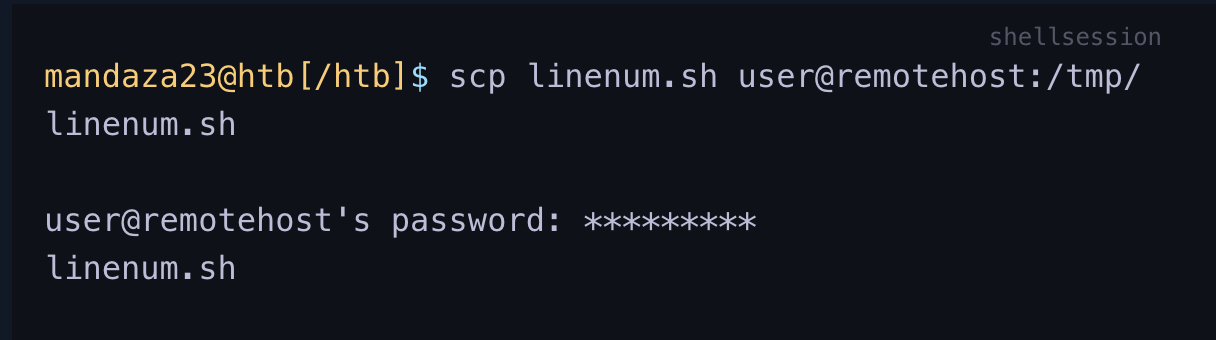 shellsession
mandaza23@htb[/htb]$ scp linenum.sh user@remotehost:/tmp/
linenum.sh
user@remotehost's password: *********
linenum.sh